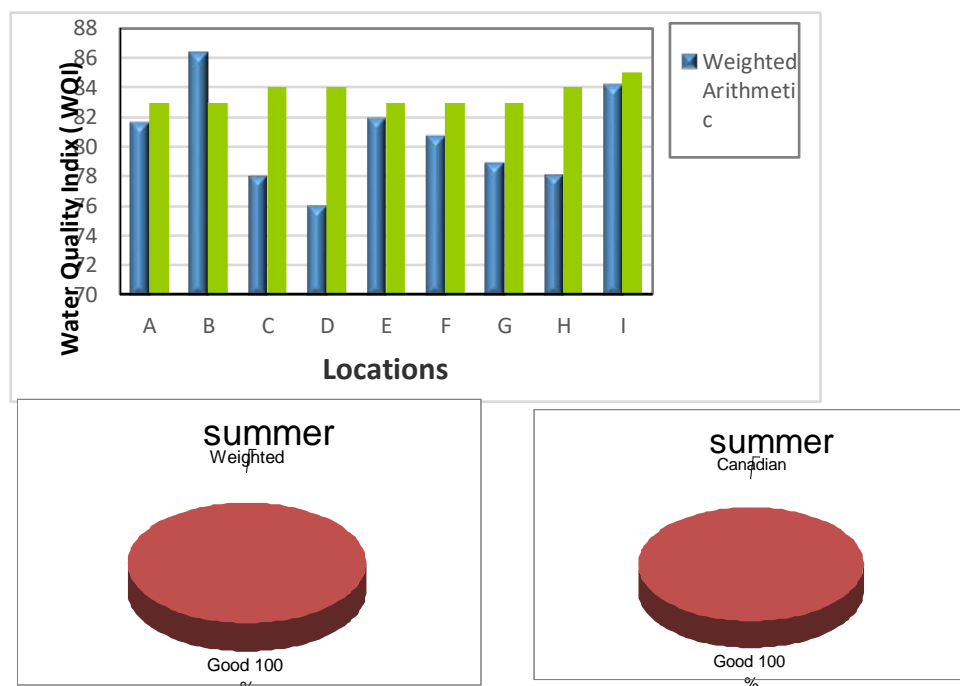 88
86
84
82
80
78
76
74
72
70
Water Quality Indix ( WQI)
A B C D E F G H I
Locations
Weighted
Arithmeti
c
summer
Weighted
Good 100
%
summer
Canadian
Good 100
%